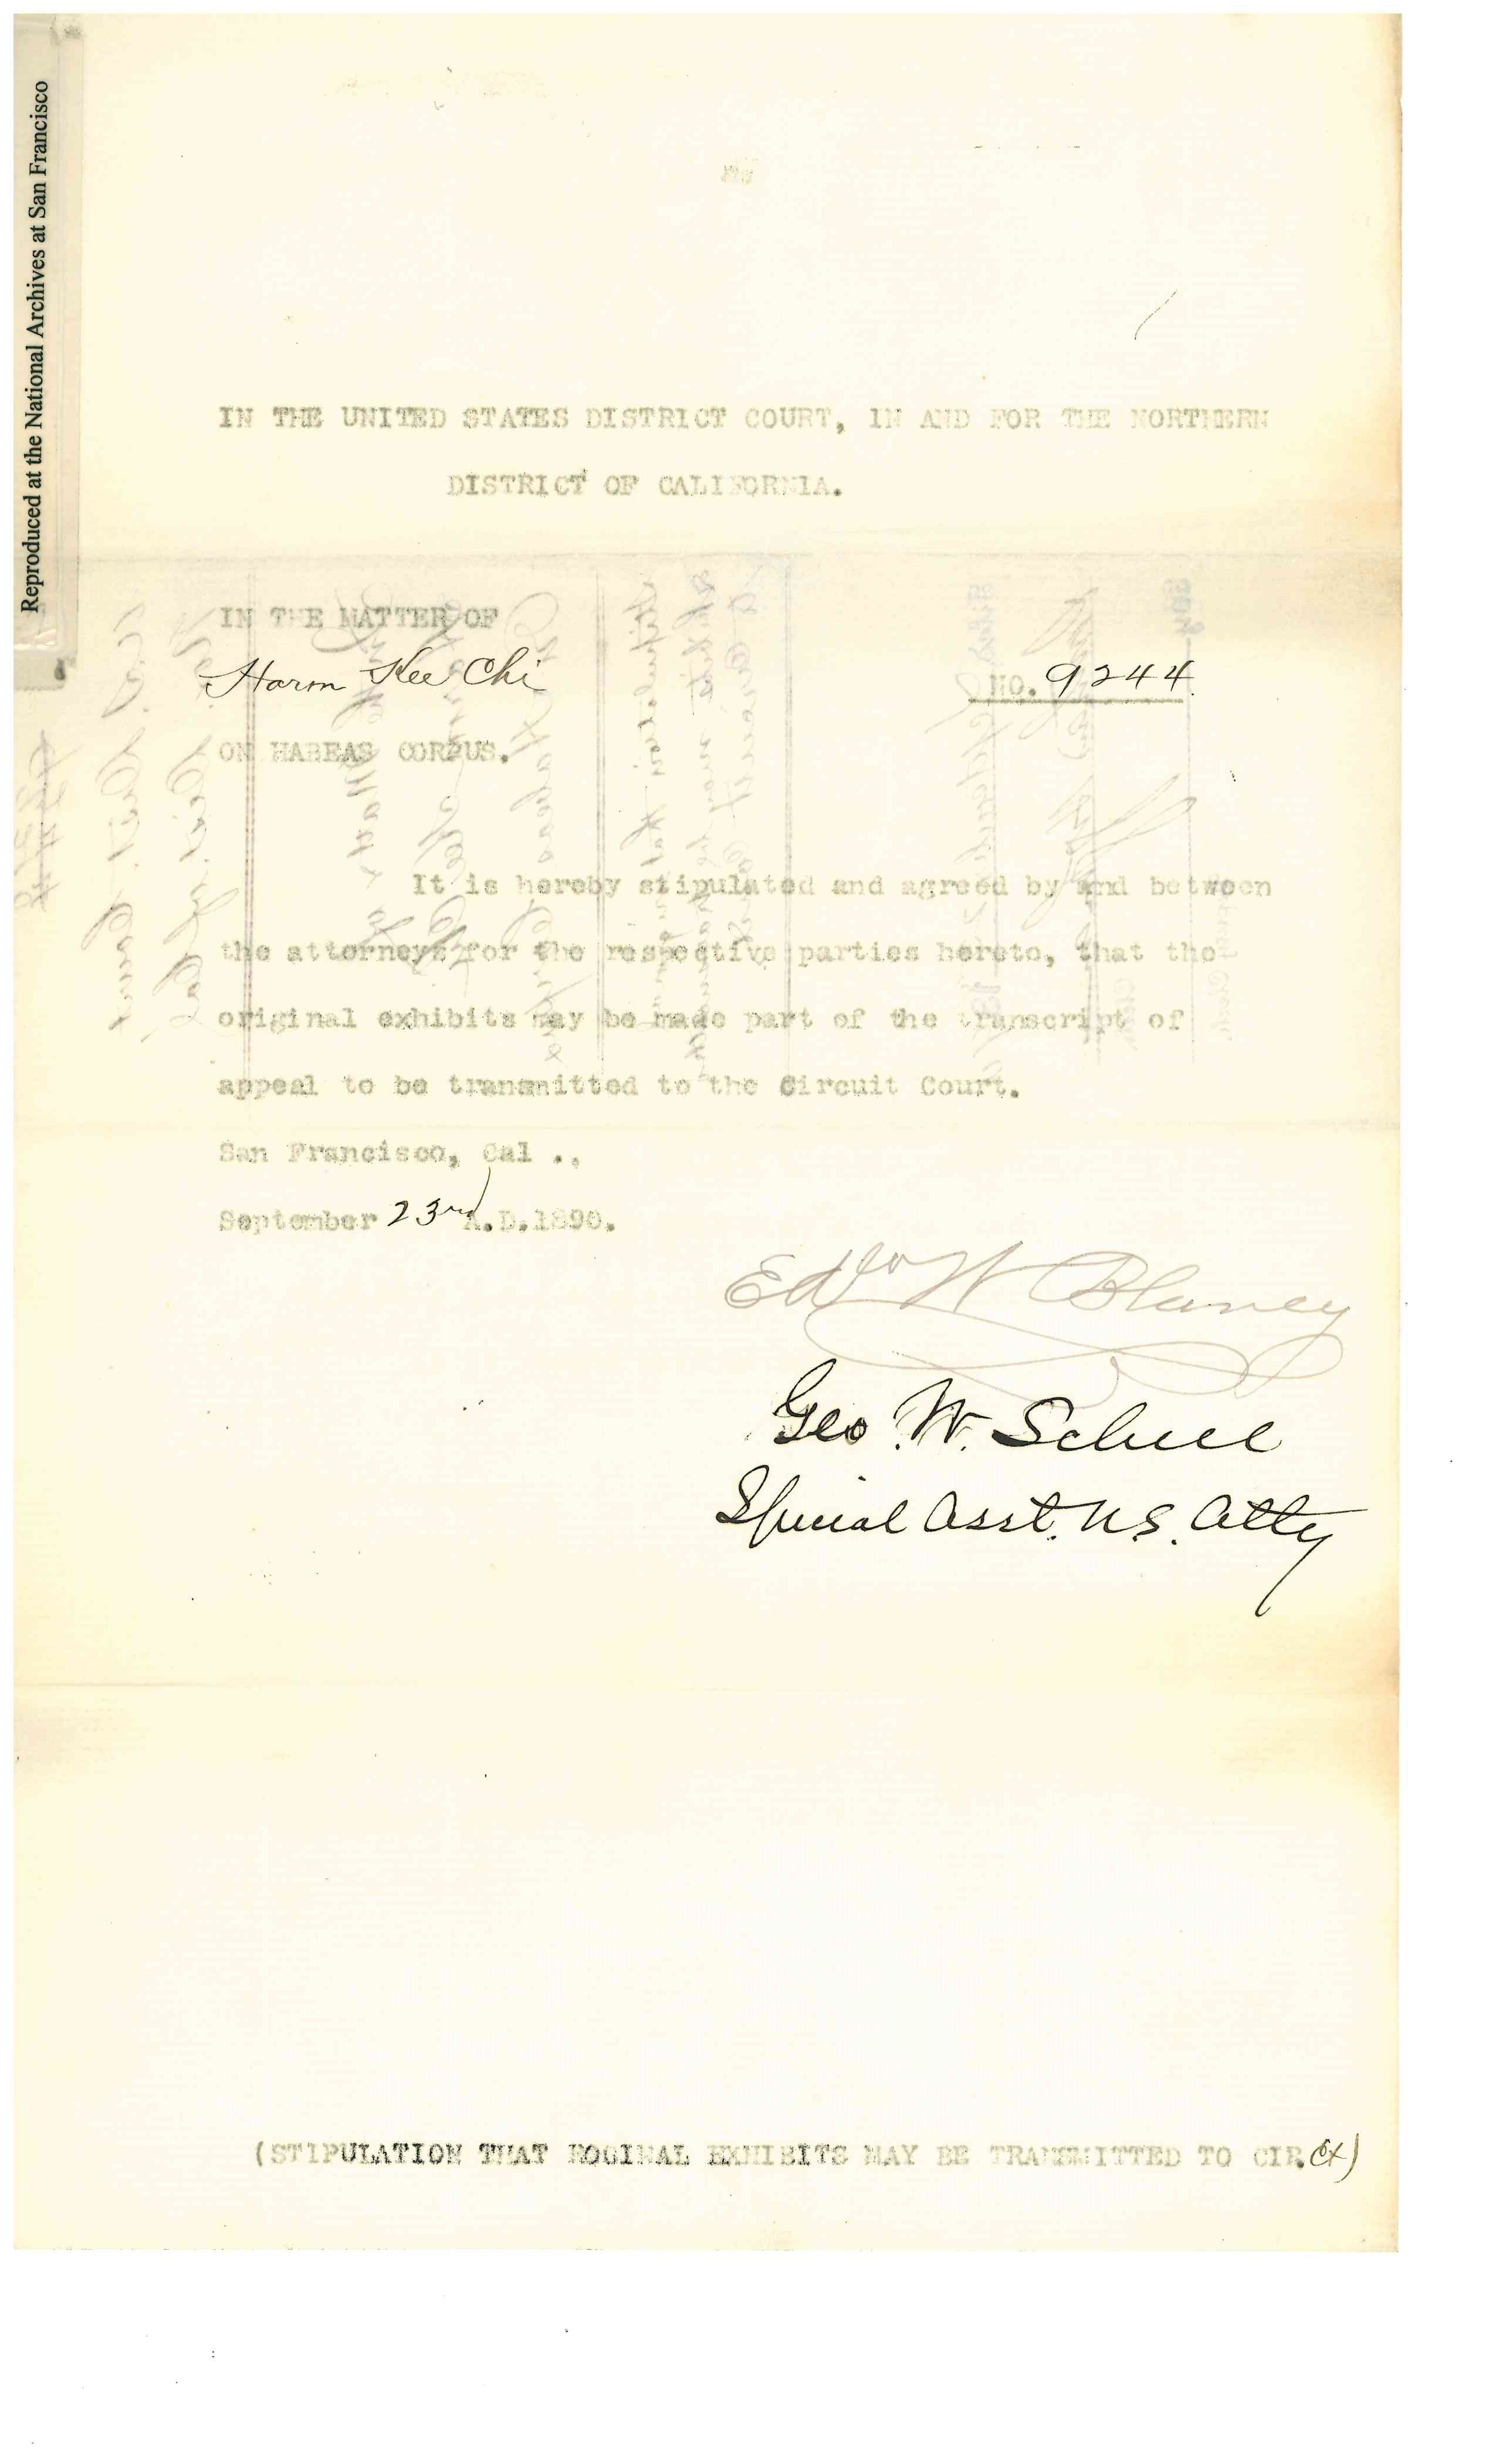 Reproduced at the National Archives at San Francisco
IN THE UNITED STATES DISTRICT COURT, IN AND FOR THE NORTHERN
DISTRICT OF CALIFORNIA.
IN THE MATTER OF
Harm Kee Chi
NO. 9244
ON HABEAS CORPUS.
It is hereby stipulated and agreed by and between
the attorneys for the respective parties hereto, that the
original exhibits may be made part of the transcript of
appeal to be transmitted to the Circuit Court.
San Francisco, Cal .,
September 23rd A.D.1890.
Edw W Blaney
Geo. W. Schell
Special Asst. U.S. Atty
(STIPULATION THAT ROGINAL EXHIBITS MAY BE TRANSMITTED TO CIR. Ct)